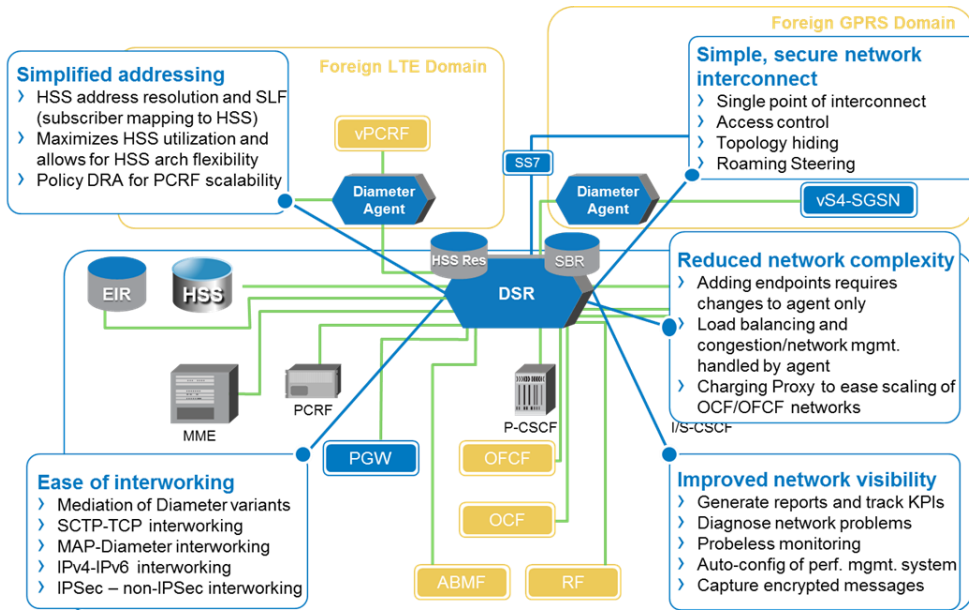 Foreign GPRS Domain
Foreign LTE Domain
Simplified addressing
❯ HSS address resolution and SLF
(subscriber mapping to HSS)
❯ Maximizes HSS utilization and
allows for HSS arch flexibility
❯ Policy DRA for PCRF scalability
Simple, secure network
interconnect
❯ Single point of interconnect
❯ Access control
❯ Topology hiding
❯ Roaming Steering
vPCRF
SS7
Diameter
Agent
Diameter
Agent
vS4-SGSN
HSS Res
SBR
DSR
EIR
HSS
Reduced network complexity
❯ Adding endpoints requires
changes to agent only
❯ Load balancing and
congestion/network mgmt.
handled by agent
❯ Charging Proxy to ease scaling of
OCF/OFCF networks
MME
PCRF
P-CSCF
I/S-CSCF
PGW
OFCF
OCF
ABMF
RF
Ease of interworking
❯ Mediation of Diameter variants
❯ SCTP-TCP interworking
❯ MAP-Diameter interworking
❯ IPv4-IPv6 interworking
❯ IPSec – non-IPSec interworking
Improved network visibility
❯ Generate reports and track KPIs
❯ Diagnose network problems
❯ Probeless monitoring
❯ Auto-config of perf. mgmt. system
❯ Capture encrypted messages